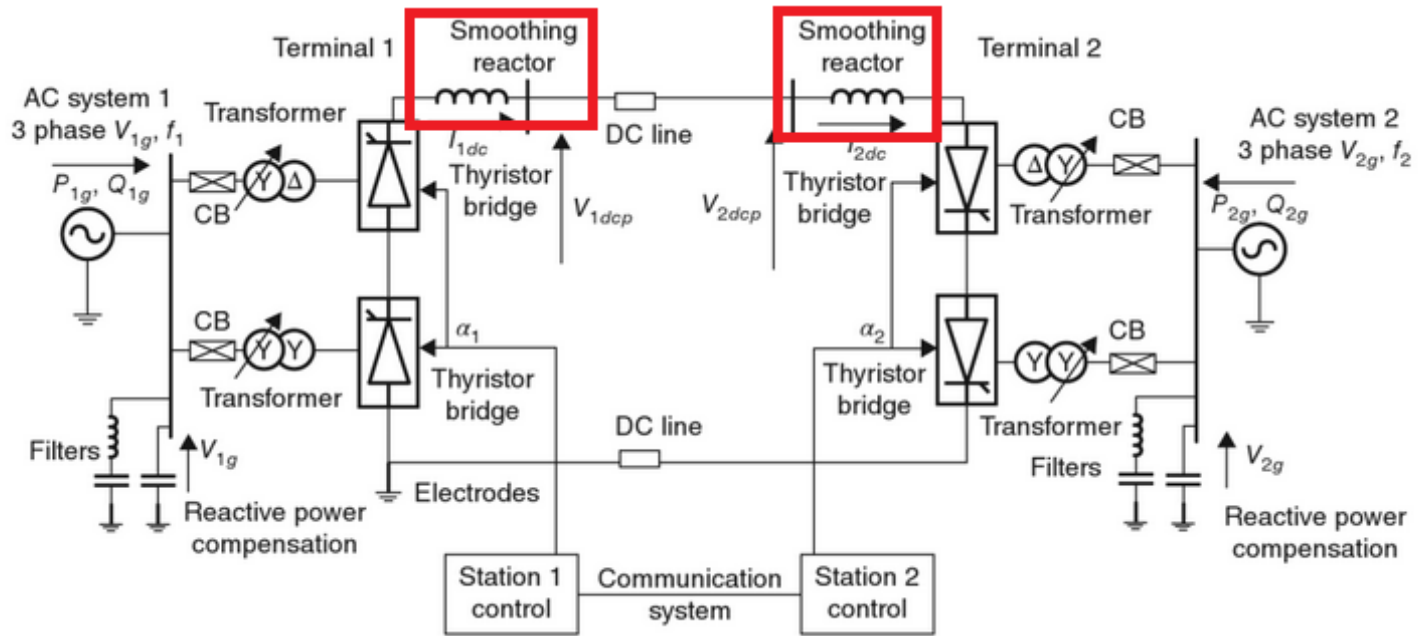 Terminal 1
Smoothing
reactor
Smoothing
reactor
Terminal 2
AC system 1
3 phase V1g, f1
Transformer
DC line
CB
AC system 2
3 phase V2g, f2
P1g, Q1g
CB
I1dc
Thyristor
bridge
V1dcp
V2dcp
I2dc
Thyristor
bridge
Y
Δ
Δ
Y
Transformer
P2g, Q2g
CB
Y
Y
Transformer
α1
Thyristor
bridge
α2
Thyristor
bridge
CB
Y
Y
Transformer
DC line
Filters
V1g
Electrodes
Filters
V2g
Reactive power
compensation
Reactive power
compensation
Station 1
control
Communication
system
Station 2
control